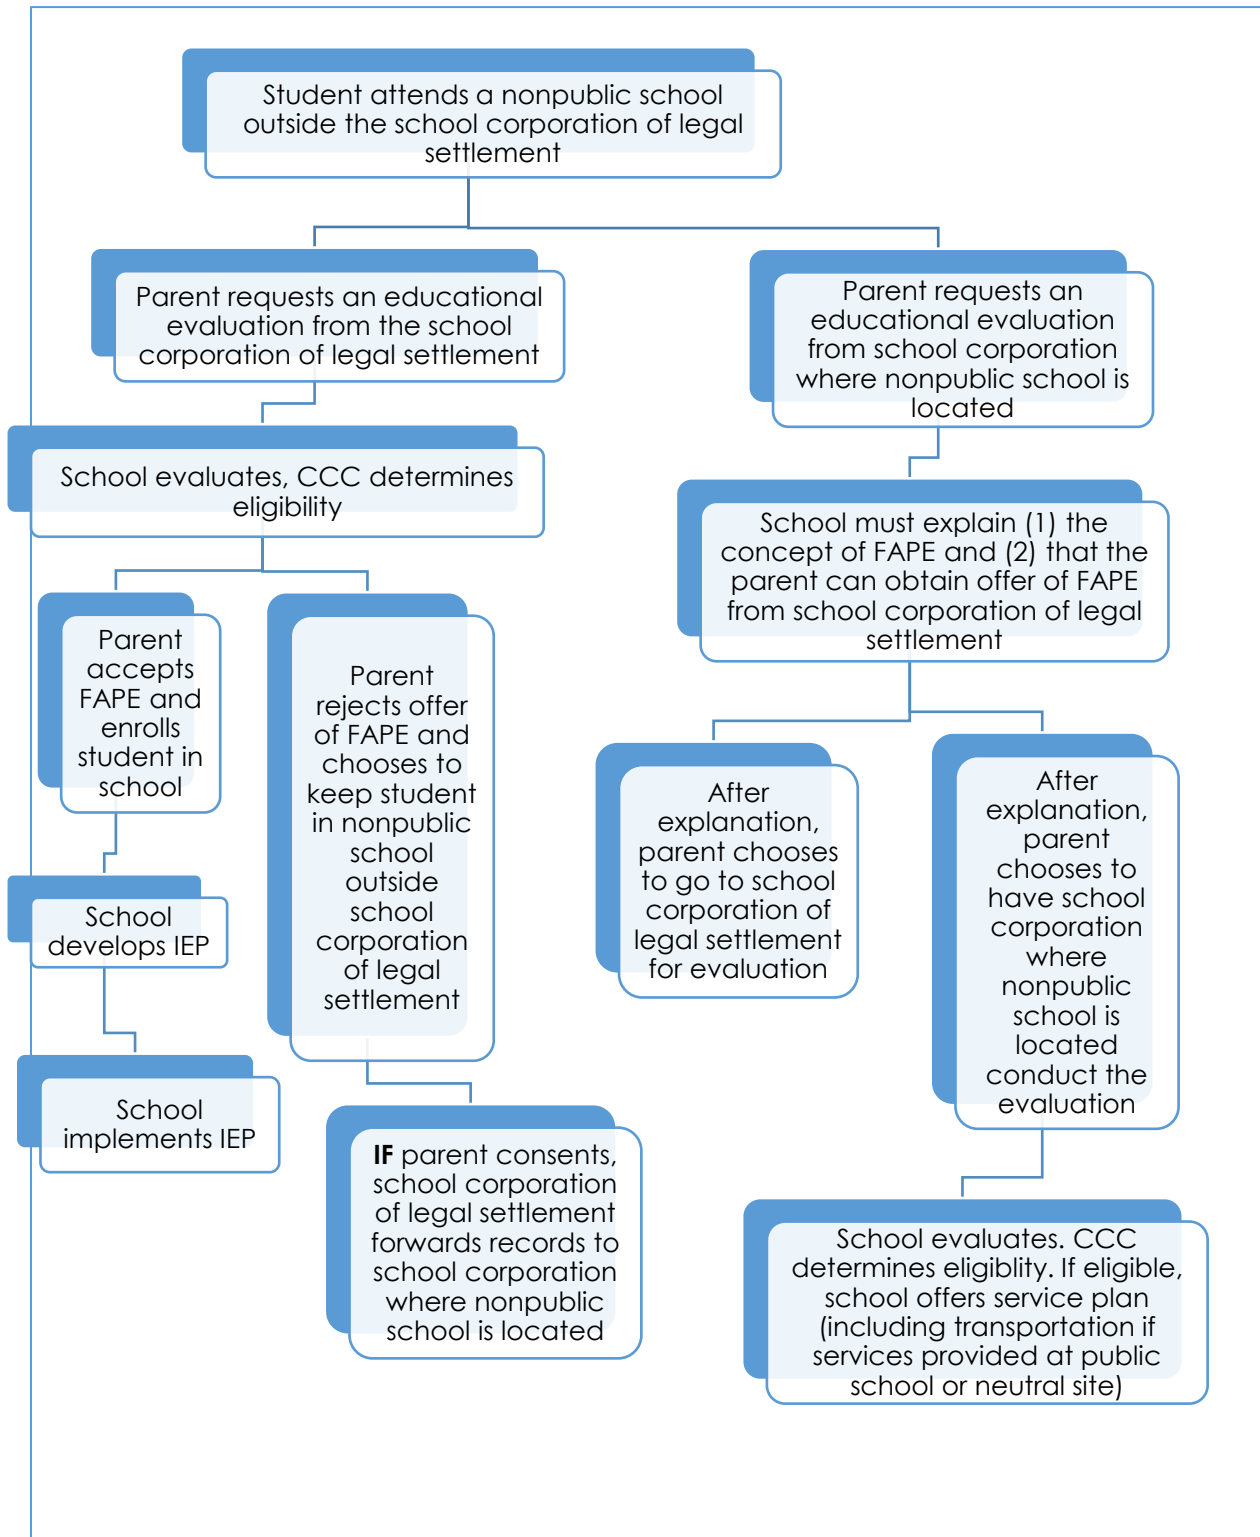 Student attends a nonpublic school
outside the school corporation of legal
settlement
Parent requests an educational
evaluation from the school
corporation of legal settlement
School evaluates, CCC determines
eligibility
Parent
accepts
FAPE and
enrolls
student in
school
School
develops IEP
School
implements IEP
Parent
rejects offer
of FAPE and
chooses to
keep student
in nonpublic
school
outside
school
corporation
of legal
settlement
IF parent consents,
school corporation
of legal settlement
forwards records to
school corporation
where nonpublic
school is located
Parent requests an
educational evaluation
from school corporation
where nonpublic school is
located
School must explain (1) the
concept of FAPE and (2) that the
parent can obtain offer of FAPE
from school corporation of legal
settlement
After
explanation,
parent chooses
to go to school
corporation of
legal settlement
for evaluation
After
explanation,
parent
chooses to
have school
corporation
where
nonpublic
school is
located
conduct the
evaluation
School evaluates. CCC
determines eligiblity. If eligible,
school offers service plan
(including transportation if
services provided at public
school or neutral site)